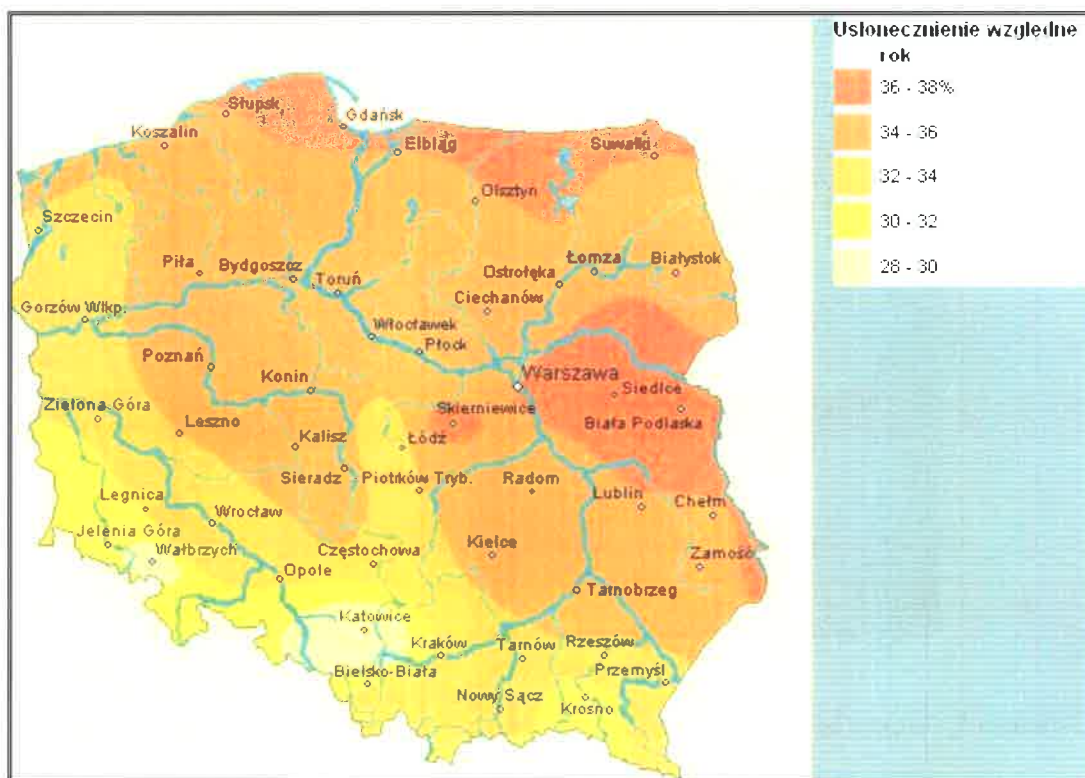 Usłonecznienie względne
rok
36 - 38%
34 - 36
32 - 34
30 - 32
28 - 30
Słupsk
Gdańsk
Koszalin
Elbląg
Suwałki
Olsztyn
Szczecin
Piła
Bydgoszcz
Toruń
Ostrołęka
Łomza
Białystok
Ciechanów
Gorzów Wlkp.
Włocławek
Płock
Poznań
Konin
Warszawa
Siedlce
Zielona Góra
Leszno
Kalisz
Skierniewice
Biała Podlaska
Łódź
Sieradz
Piotrków Tryb.
Radom
Lublin
Chełm
Legnica
Wrocław
Jelenia Góra
Wałbrzych
Częstochowa
Kielce
Zamość
Opole
Tarnobrzeg
Katowice
Kraków
Tarnów
Rzeszów
Bielsko-Biała
Przemyśl
Nowy Sącz
Krosno